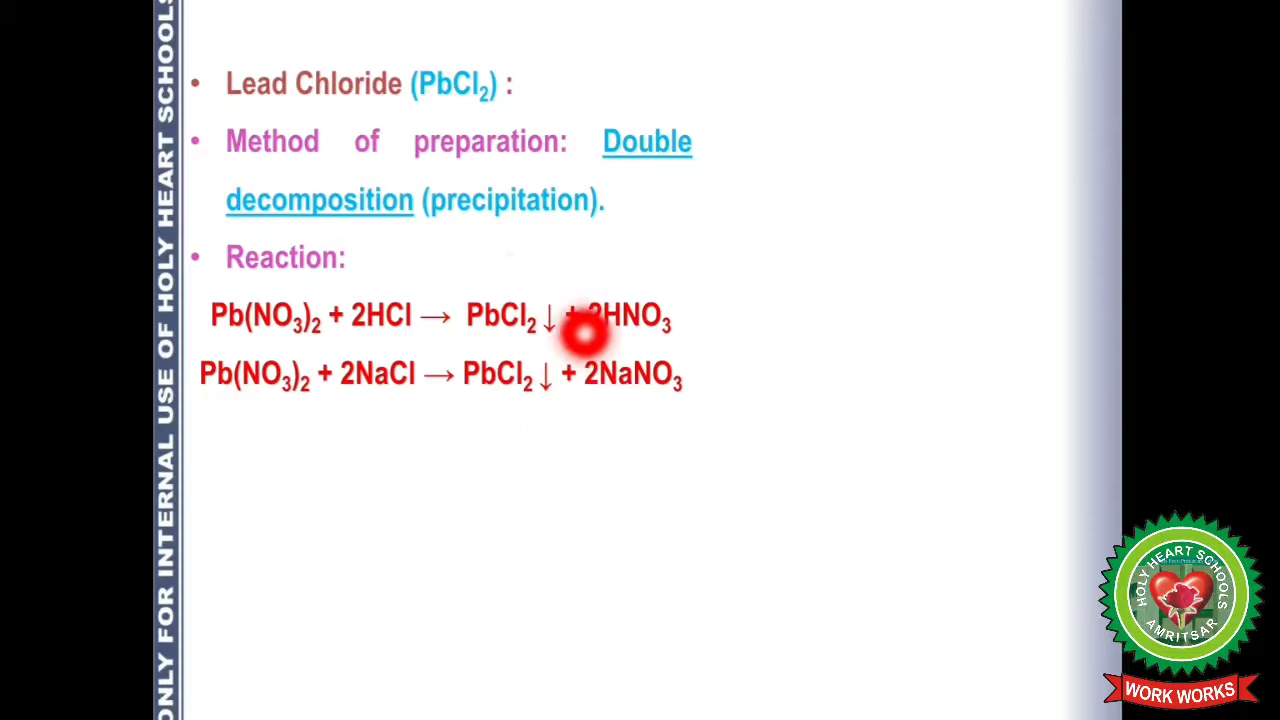 ONLY FOR INTERNAL USE OF HOLY HEART SCHOOLS
• Lead Chloride (PbCl₂) :
• Method of preparation: Double
decomposition (precipitation).
• Reaction:
Pb(NO₃)₂ + 2HCl → PbCl₂ ↓ + 2HNO₃
Pb(NO₃)₂ + 2NaCl → PbCl₂ ↓ + 2NaNO₃
HOLY HEART SCHOOLS
AMRITSAR
WORK WORKS